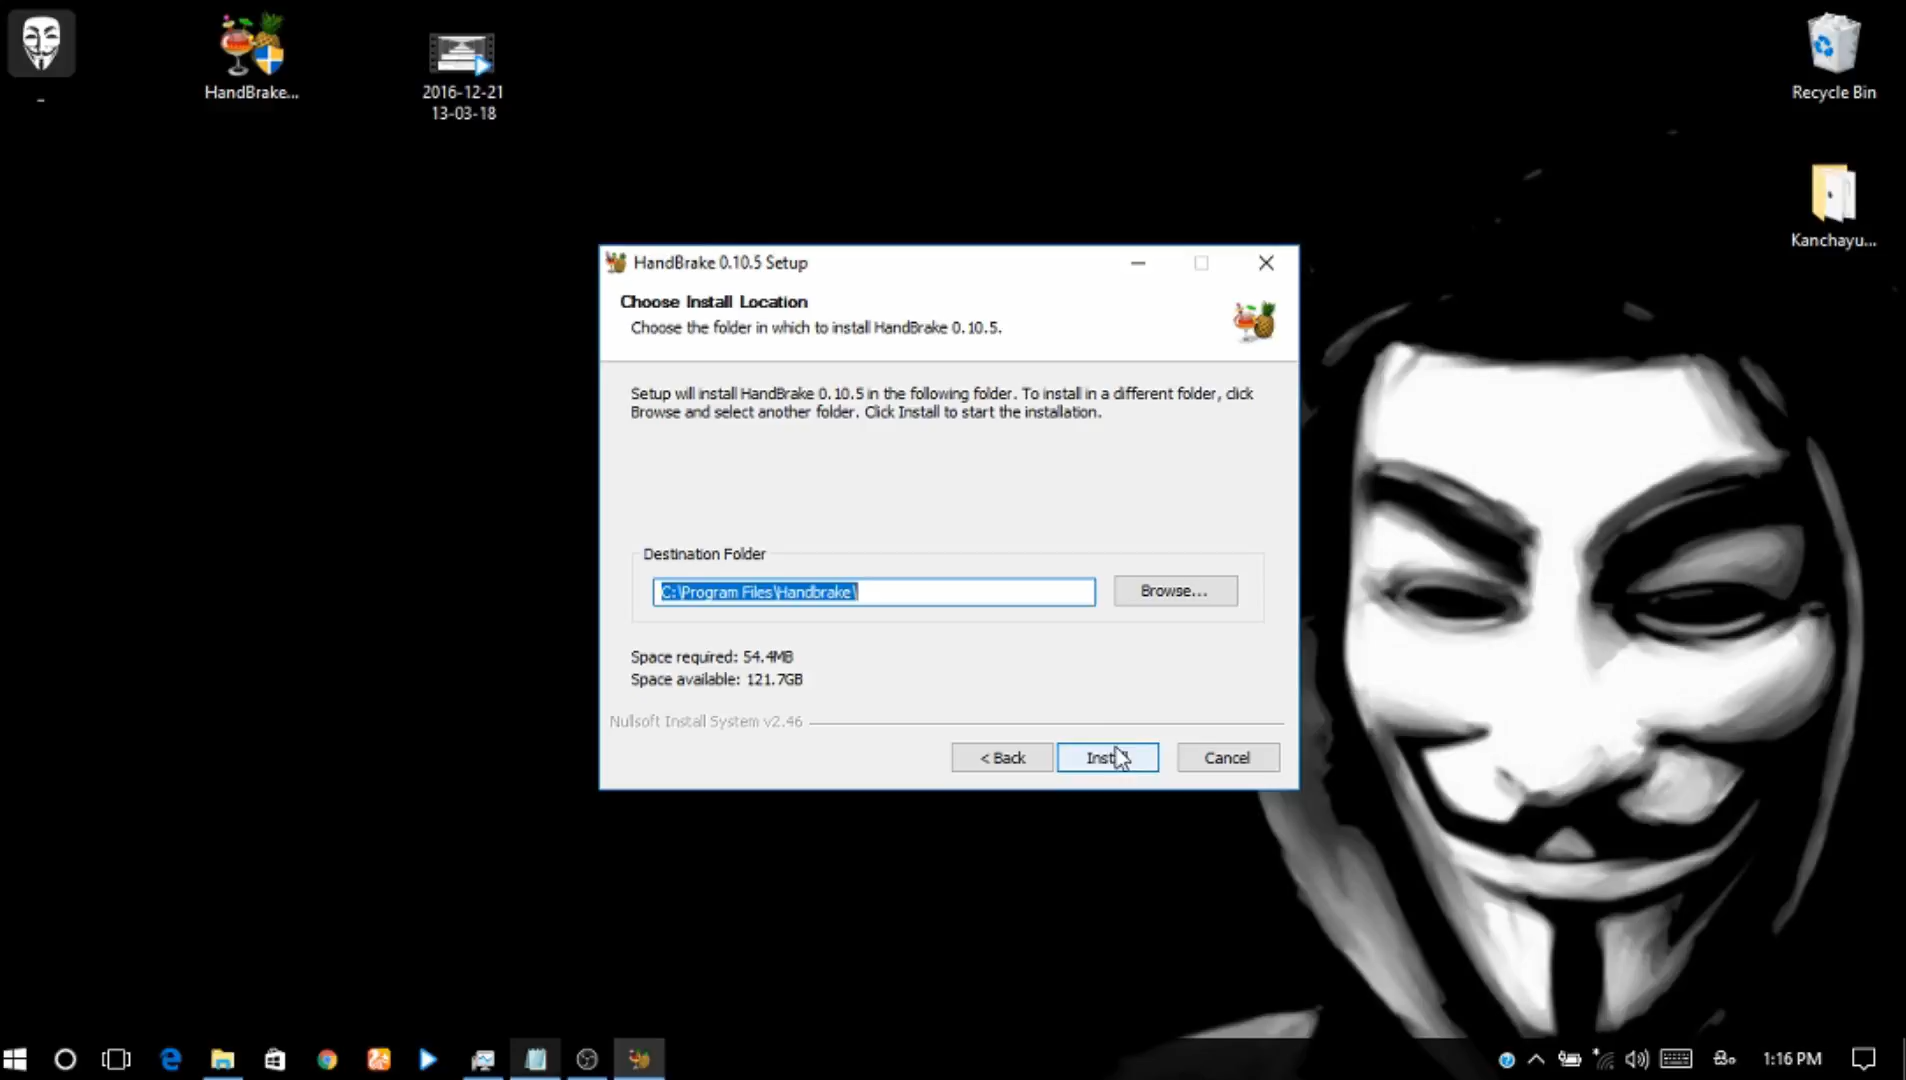 _
HandBrake...
2016-12-21
13-03-18
Recycle Bin
Kanchayu...
HandBrake 0.10.5 Setup
Choose Install Location
Choose the folder in which to install HandBrake 0.10.5.
Setup will install HandBrake 0.10.5 in the following folder. To install in a different folder, click
Browse and select another folder. Click Install to start the installation.
Destination Folder
C:\Program Files\Handbrake\
Browse...
Space required: 54.4MB
Space available: 121.7GB
Nullsoft Install System v2.46
< Back
Install
Cancel
1:16 PM